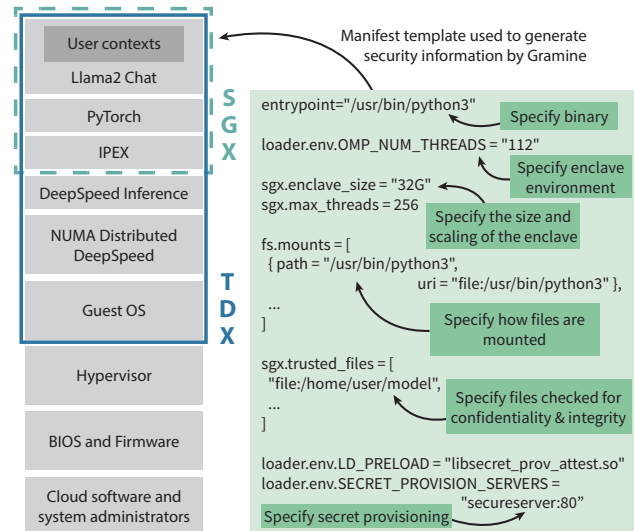 User contexts
Llama2 Chat
PyTorch
IPEX
DeepSpeed Inference
NUMA Distributed
DeepSpeed
Guest OS
Hypervisor
BIOS and Firmware
Cloud software and
system administrators
S
G
X
T
D
X
Manifest template used to generate
security information by Gramine
entrypoint="/usr/bin/python3"
Specify binary
loader.env.OMP_NUM_THREADS = "112"
Specify enclave
environment
sgx.enclave_size = "32G"
sgx.max_threads = 256
Specify the size and
scaling of the enclave
fs.mounts = [
{ path = "/usr/bin/python3",
uri = "file:/usr/bin/python3" },
...
]
Specify how files are
mounted
sgx.trusted_files = [
"file:/home/user/model",
...
]
Specify files checked for
confidentiality & integrity
loader.env.LD_PRELOAD = "libsecret_prov_attest.so"
loader.env.SECRET_PROVISION_SERVERS =
"secureserver:80”
Specify secret provisioning